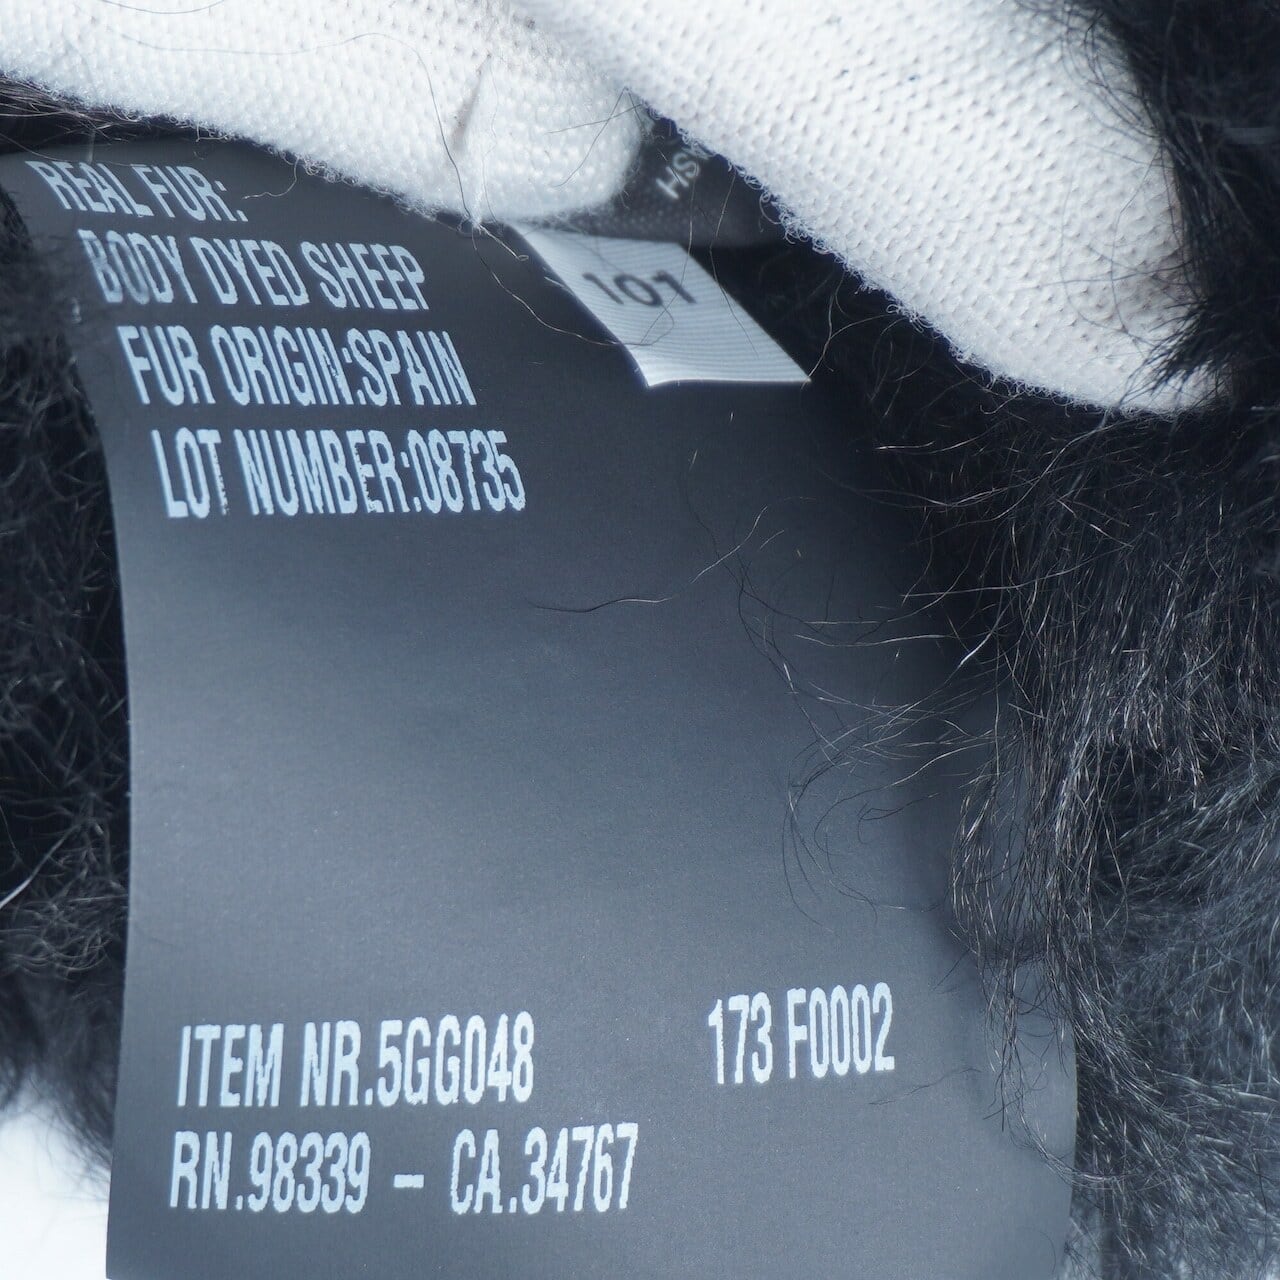 REAL FUR:
BODY DYED SHEEP
FUR ORIGIN:SPAIN
LOT NUMBER:08735
101
ITEM NR.5GG048 173 F0002
RN.98339 - CA.34767